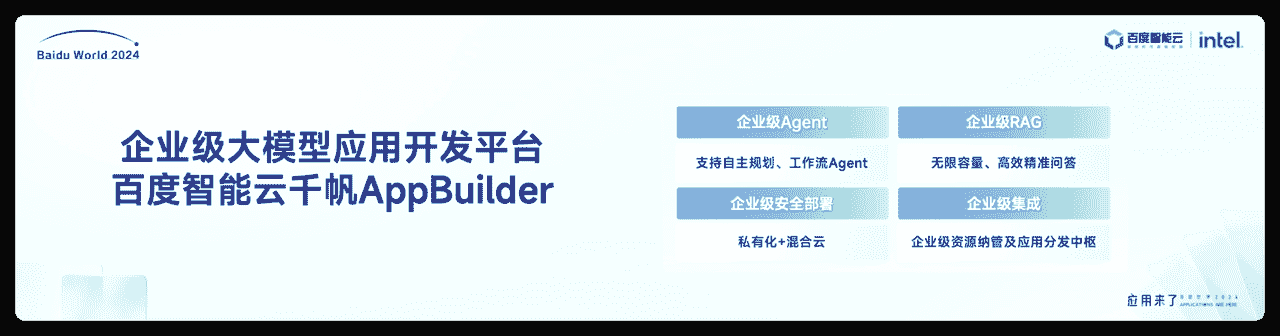 Baidu World 2024
百度智能云 | intel.
企业级大模型应用开发平台
百度智能云千帆AppBuilder
企业级Agent
支持自主规划、工作流Agent
企业级RAG
无限容量、高效精准问答
企业级安全部署
私有化+混合云
企业级集成
企业级资源纳管及应用分发中枢
应用来了